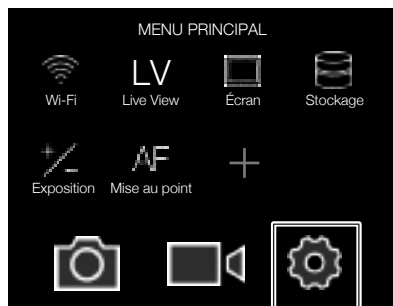 MENU PRINCIPAL
LV
Wi-Fi Live View Écran Stockage
AF
Exposition Mise au point